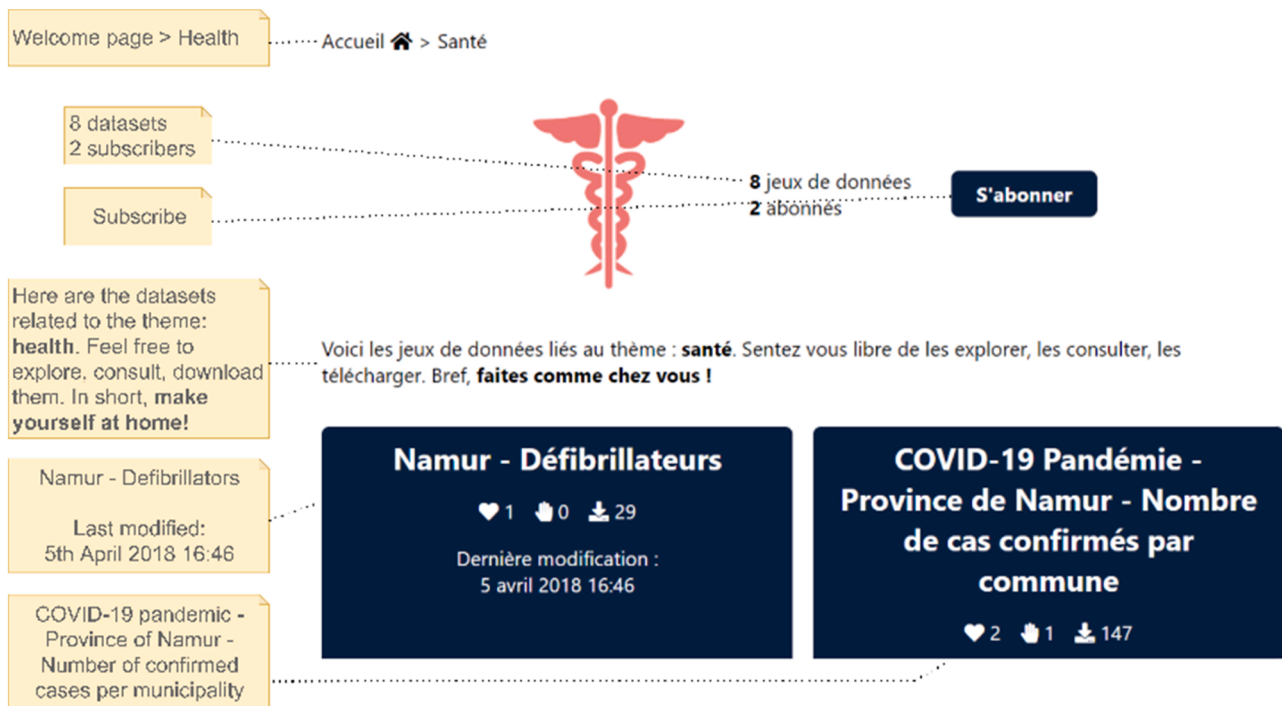 Welcome page > Health
Accueil > Santé
8 datasets
2 subscribers
8 jeux de données
2 abonnés
S'abonner
Subscribe
Here are the datasets
related to the theme:
health. Feel free to
explore, consult, download
them. In short, make
yourself at home!
Voici les jeux de données liés au thème : santé. Sentez vous libre de les explorer, les consulter, les
télécharger. Bref, faites comme chez vous !
Namur - Defibrillators
Last modified:
5th April 2018 16:46
Namur - Défibrillateurs
1 0 29
Dernière modification :
5 avril 2018 16:46
COVID-19 Pandémie -
Province de Namur - Nombre
de cas confirmés par
commune
2 1 147
COVID-19 pandemic -
Province of Namur -
Number of confirmed
cases per municipality